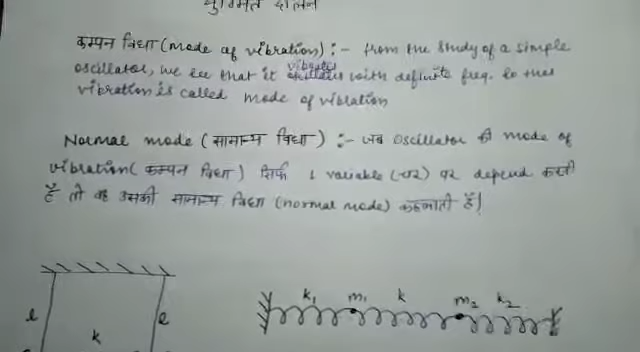 युग्मित दोलन
कम्पन विधा (mode of vibration) :- from the study of a simple
vibrates
oscillator, we see that it with definite freq. so this
vibration is called mode of vibration
Normal mode (सामान्य विधा) :- जब oscillator की mode of
vibration (कम्पन विधा) सिर्फ 1 variable (चर) पर depend करती
है तो वह उसकी सामान्य विधा (normal mode) कहलाती है।
k₁ m₁ k m₂ k₂
l l
k